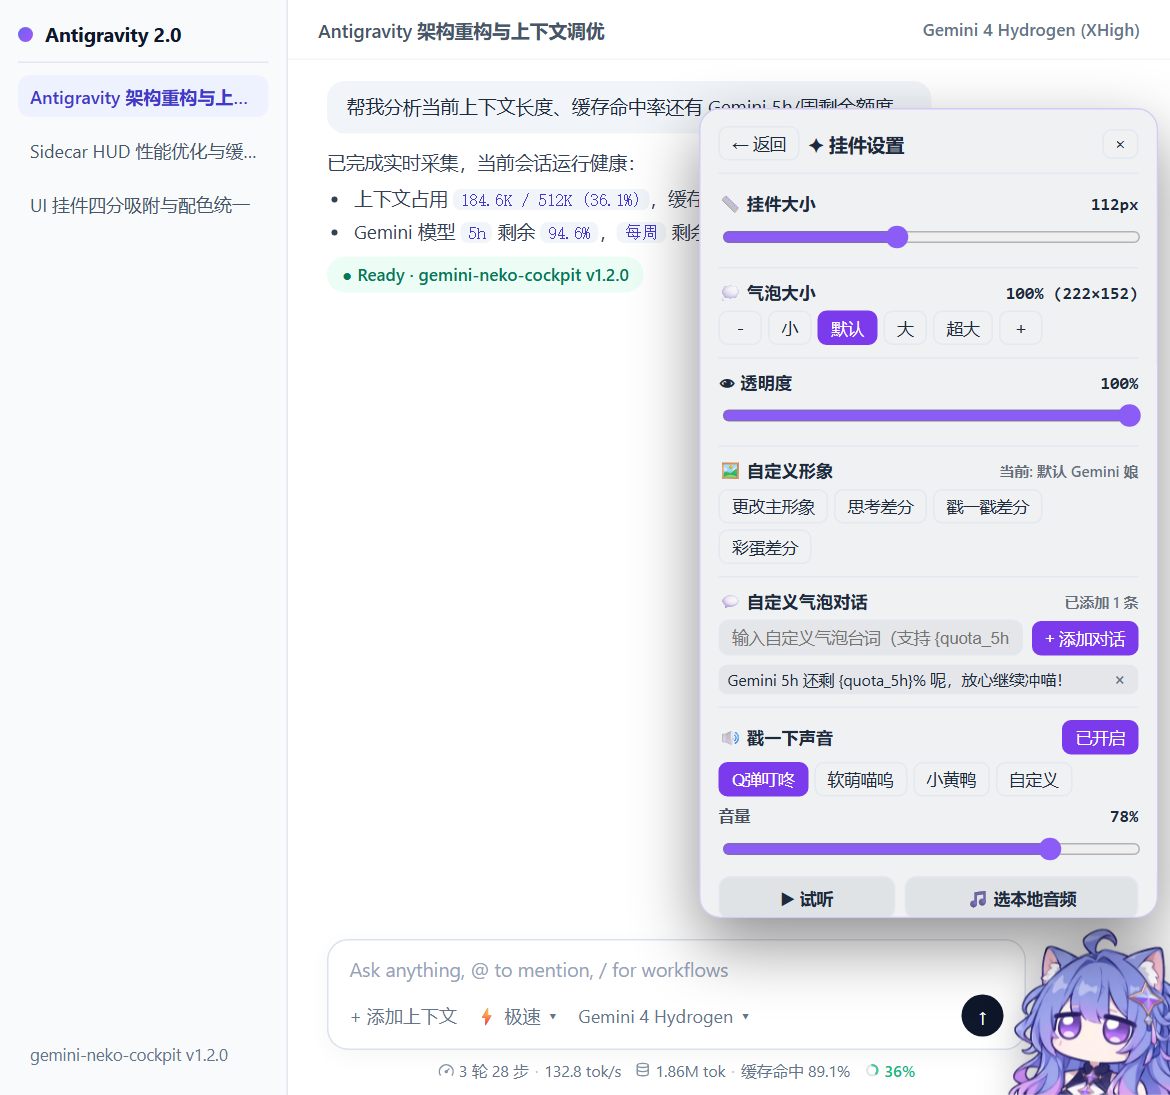 Antigravity 2.0
Antigravity 架构重构与上...
Sidecar HUD 性能优化与缓...
UI 挂件四分吸附与配色统一
gemini-neko-cockpit v1.2.0
Antigravity 架构重构与上下文调优
Gemini 4 Hydrogen (XHigh)
帮我分析当前上下文长度、缓存命中率还有 Gemini 5h/周剩余额度
已完成实时采集，当前会话运行健康：
• 上下文占用 184.6K / 512K (36.1%)，缓存
• Gemini 模型 5h 剩余 94.6%，每周 剩余
● Ready · gemini-neko-cockpit v1.2.0
← 返回 ✦ 挂件设置 ×
📏 挂件大小 112px
💬 气泡大小 100% (222×152)
- 小 默认 大 超大 +
👁 透明度 100%
🖼️ 自定义形象 当前: 默认 Gemini 娘
更改主形象 思考差分 戳一戳差分
彩蛋差分
💬 自定义气泡对话 已添加 1 条
输入自定义气泡台词（支持 {quota_5h + 添加对话
Gemini 5h 还剩 {quota_5h}% 呢，放心继续冲喵！ ×
🔊 戳一下声音 已开启
Q弹叮咚 软萌喵呜 小黄鸭 自定义
音量 78%
▶ 试听 🎵 选本地音频
Ask anything, @ to mention, / for workflows
+ 添加上下文 ⚡ 极速 ▾ Gemini 4 Hydrogen ▾ ↑
3 轮 28 步 · 132.8 tok/s 1.86M tok · 缓存命中 89.1% 36%